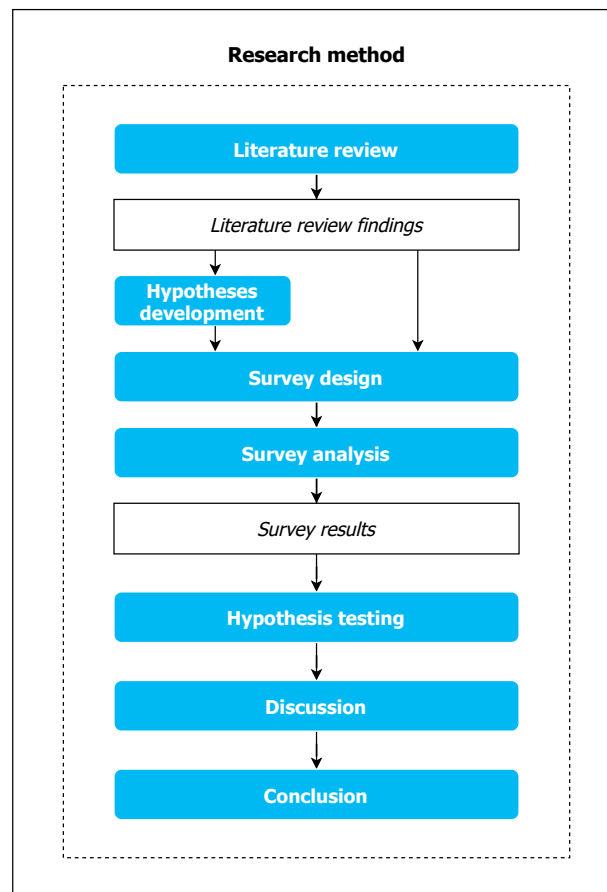 Research method
Literature review
Literature review findings
Hypotheses
development
Survey design
Survey analysis
Survey results
Hypothesis testing
Discussion
Conclusion